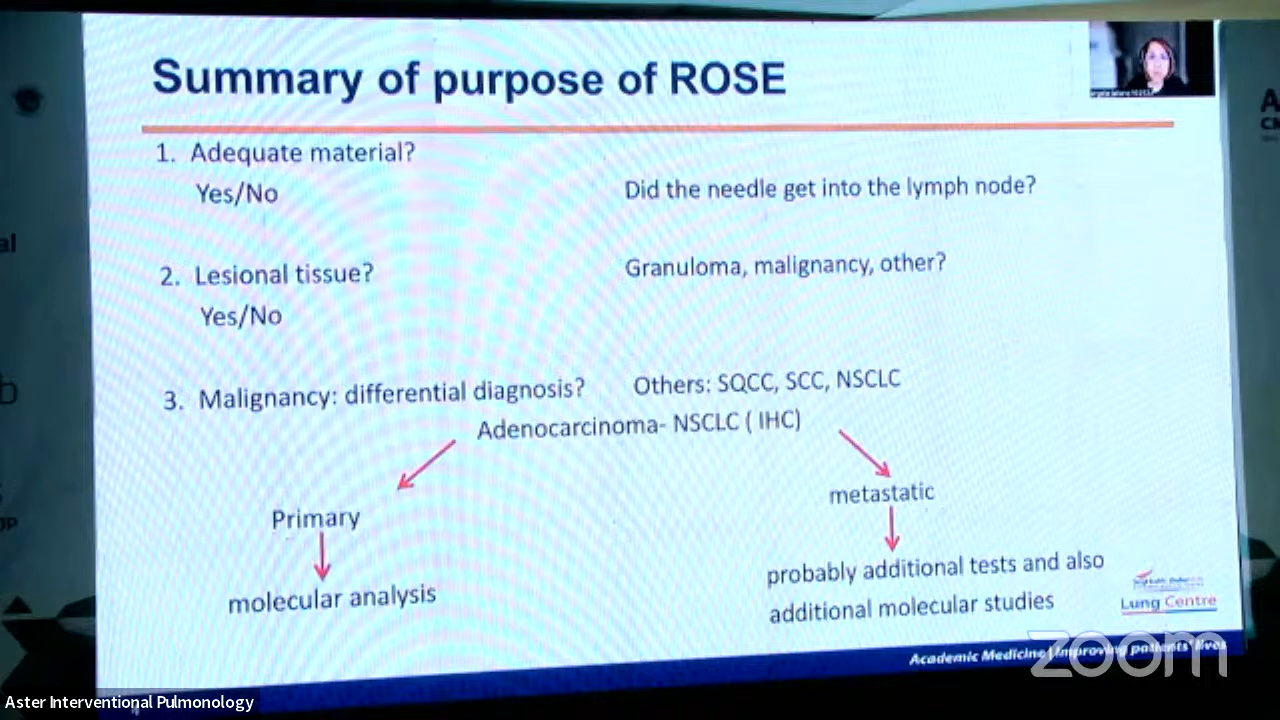 Summary of purpose of ROSE
1. Adequate material?
Yes/No
Did the needle get into the lymph node?
2. Lesional tissue?
Granuloma, malignancy, other?
Yes/No
3. Malignancy: differential diagnosis?
Others: SQCC, SCC, NSCLC
Adenocarcinoma- NSCLC ( IHC)
Primary
metastatic
molecular analysis
probably additional tests and also
additional molecular studies
Lung Centre
Academic Medicine | Improving patients' lives
zoom
Aster Interventional Pulmonology